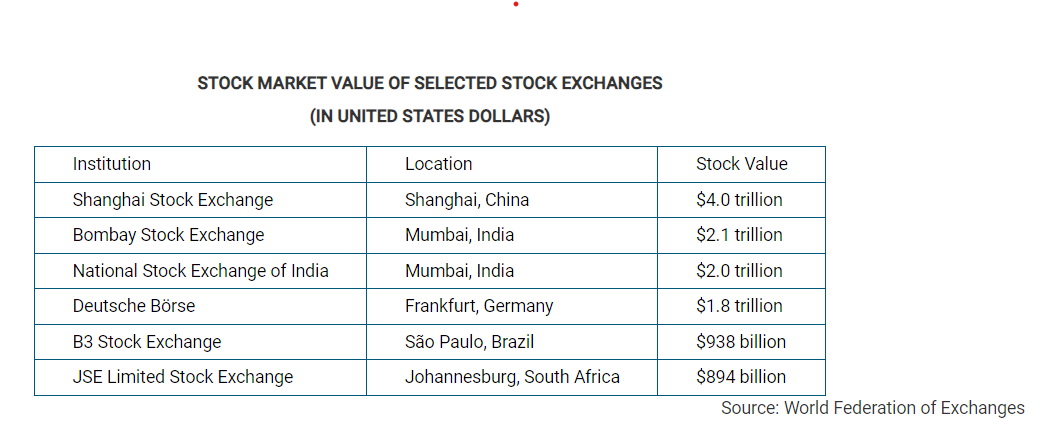 STOCK MARKET VALUE OF SELECTED STOCK EXCHANGES
(IN UNITED STATES DOLLARS)
Institution Location Stock Value
Shanghai Stock Exchange Shanghai, China $4.0 trillion
Bombay Stock Exchange Mumbai, India $2.1 trillion
National Stock Exchange of India Mumbai, India $2.0 trillion
Deutsche Börse Frankfurt, Germany $1.8 trillion
B3 Stock Exchange São Paulo, Brazil $938 billion
JSE Limited Stock Exchange Johannesburg, South Africa $894 billion
Source: World Federation of Exchanges